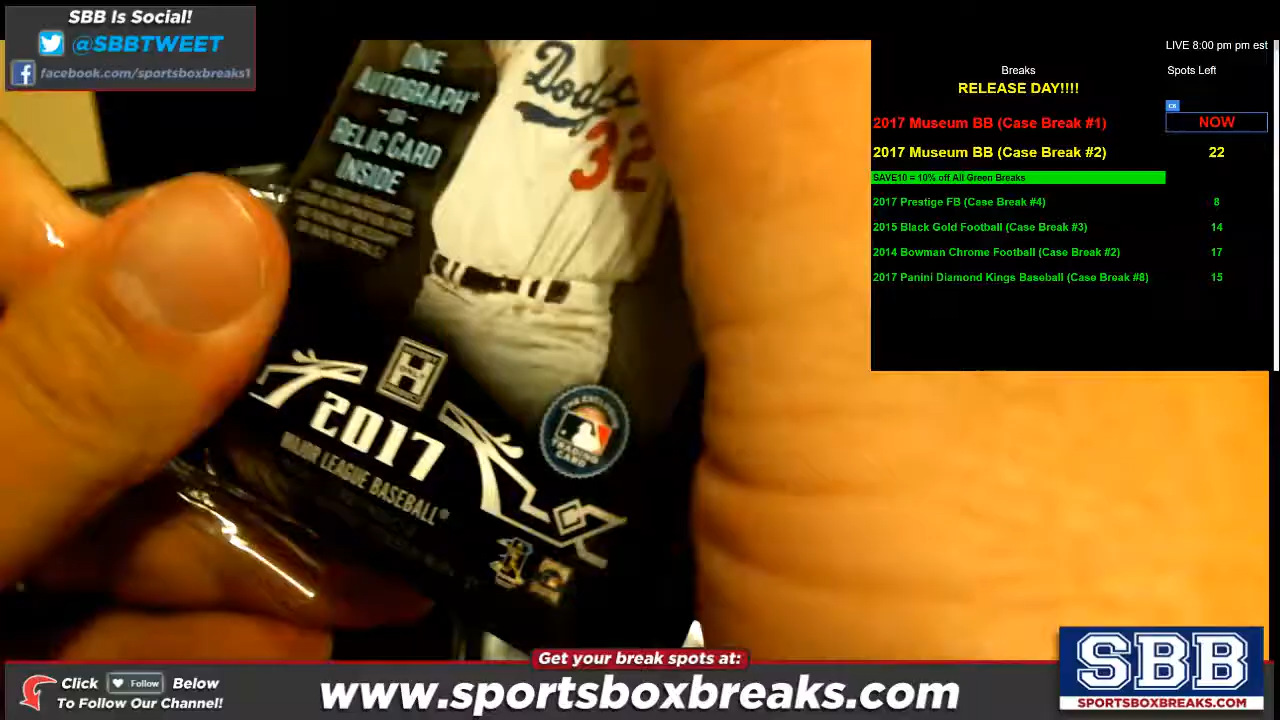 SBB Is Social!
@SBBTWEET
facebook.com/sportsboxbreaks1
ONE
AUTOGRAPH*
OR
RELIC CARD
INSIDE
Dodge
32
H
2017
MAJOR LEAGUE BASEBALL®
TRADING
CARD
LIVE 8:00 pm pm est
Breaks
Spots Left
RELEASE DAY!!!!
2017 Museum BB (Case Break #1)
NOW
2017 Museum BB (Case Break #2)
22
SAVE10 = 10% off All Green Breaks
2017 Prestige FB (Case Break #4)
8
2015 Black Gold Football (Case Break #3)
14
2014 Bowman Chrome Football (Case Break #2)
17
2017 Panini Diamond Kings Baseball (Case Break #8)
15
Get your break spots at:
Click Follow Below
To Follow Our Channel!
www.sportsboxbreaks.com
SBB
SPORTSBOXBREAKS.COM